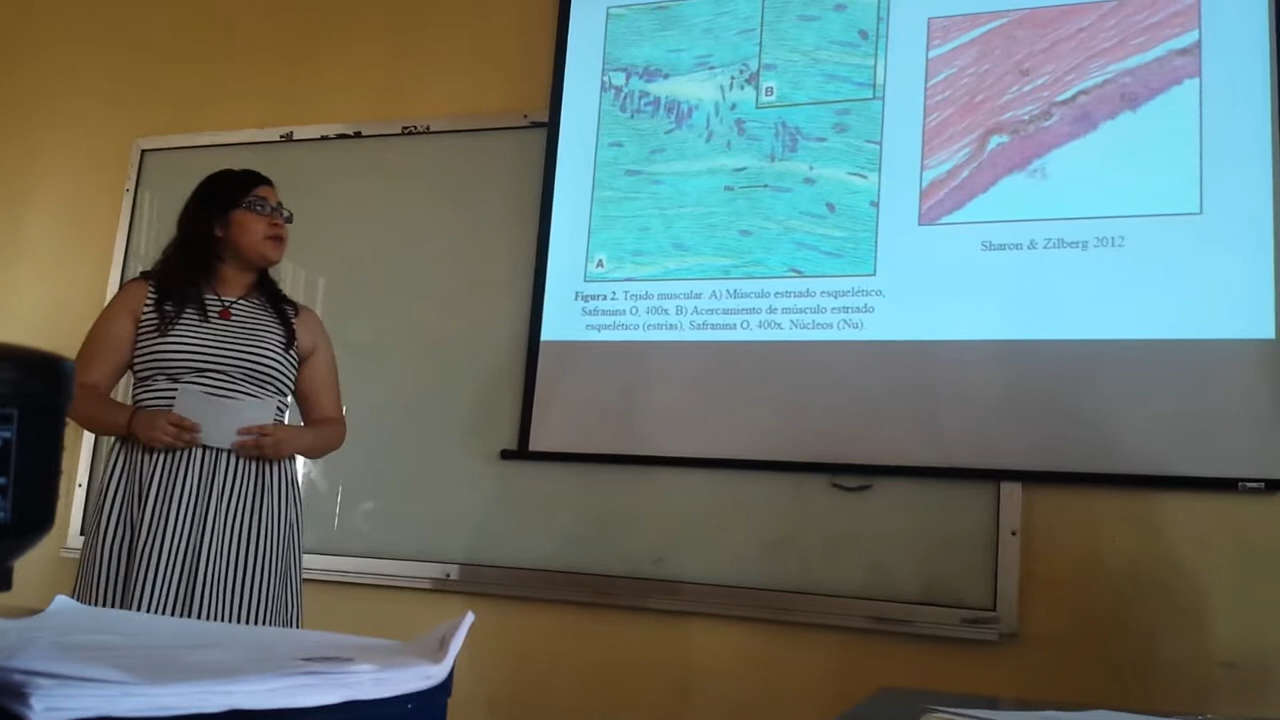 B
Nu
A
Sharon & Zilberg 2012
Figura 2. Tejido muscular. A) Músculo estriado esquelético,
Safranina O, 400x. B) Acercamiento de músculo estriado
esquelético (estrías), Safranina O, 400x. Núcleos (Nu).